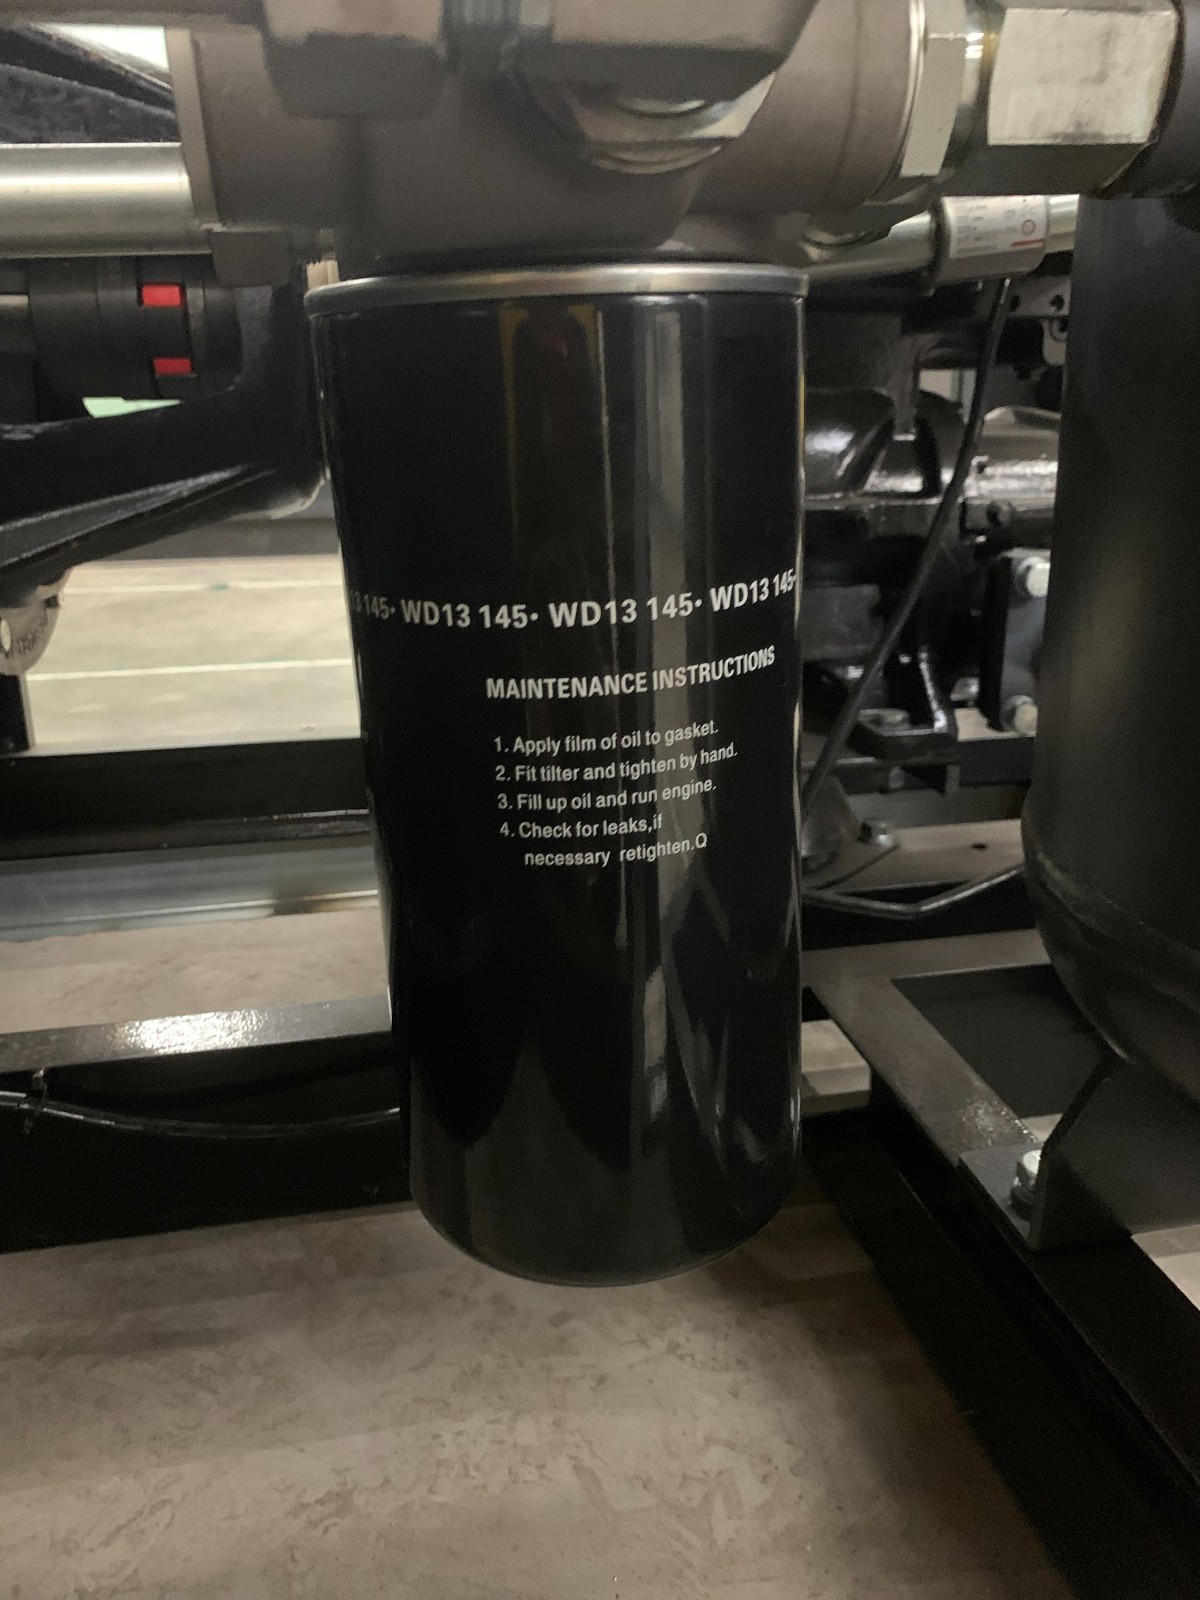 13 145• WD13 145• WD13 145• WD13 145•
MAINTENANCE INSTRUCTIONS
1. Apply film of oil to gasket.
2. Fit tilter and tighten by hand.
3. Fill up oil and run engine.
4. Check for leaks,if
necessary retighten.Q